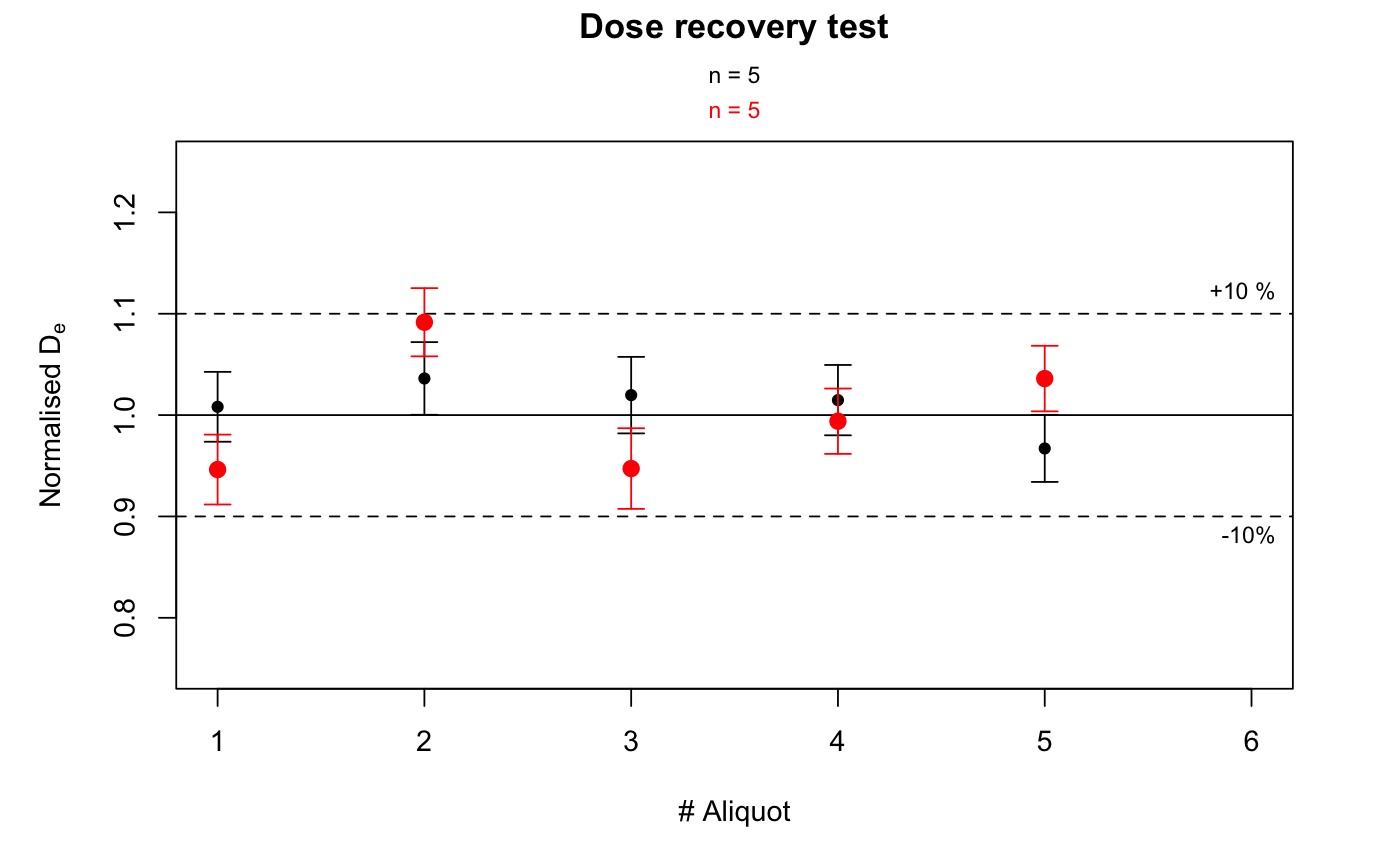 Dose recovery test
n = 5
n = 5
1.2
1.1
1.0
0.9
0.8
Normalised De
+10 %
-10%
1 2 3 4 5 6
# Aliquot